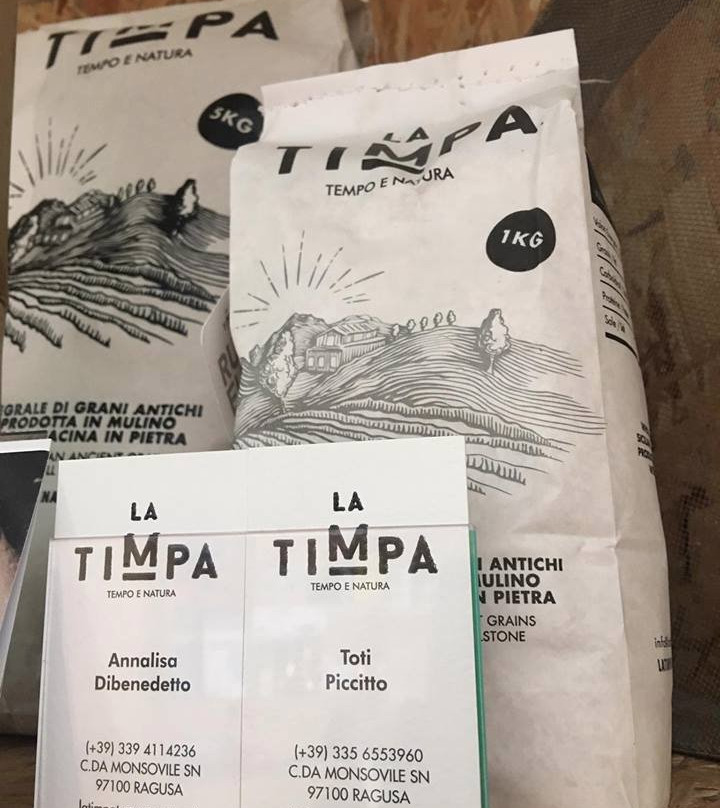 TIMPA
TEMPO E NATURA
5KG
GRALE DI GRANI ANTICHI
PRODOTTA IN MULINO
ACINA IN PIETRA
LA
TIMPA
TEMPO E NATURA
1KG
I ANTICHI
ULINO
N PIETRA
GRAINS
STONE
LA
TIMPA
TEMPO E NATURA
Annalisa
Dibenedetto
(+39) 339 4114236
C.DA MONSOVILE SN
97100 RAGUSA
LA
TIMPA
TEMPO E NATURA
Toti
Piccitto
(+39) 335 6553960
C.DA MONSOVILE SN
97100 RAGUSA